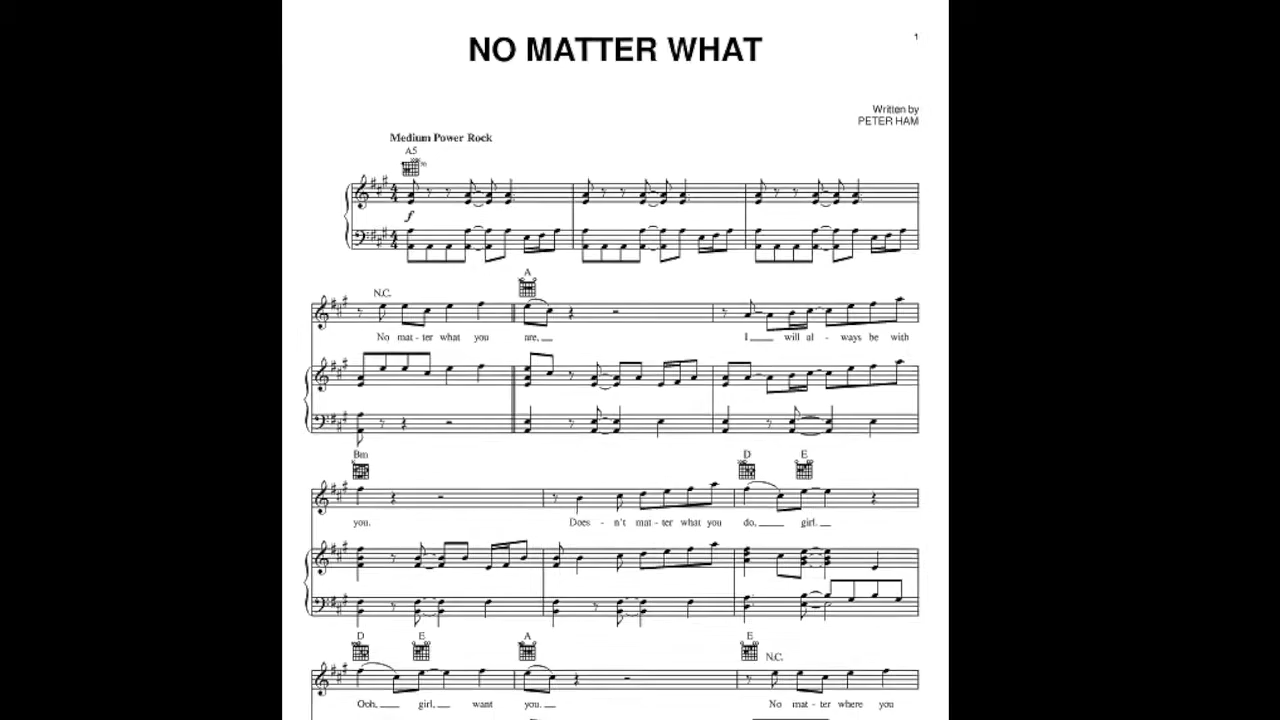 NO MATTER WHAT
1
Written by
PETER HAM
Medium Power Rock
A5
f
N.C. A
No mat - ter what you are, I will al - ways be with
Bm D E
you. Does - n't mat - ter what you do, girl.
D E A E N.C.
Ooh, girl, want you. No mat - ter where you